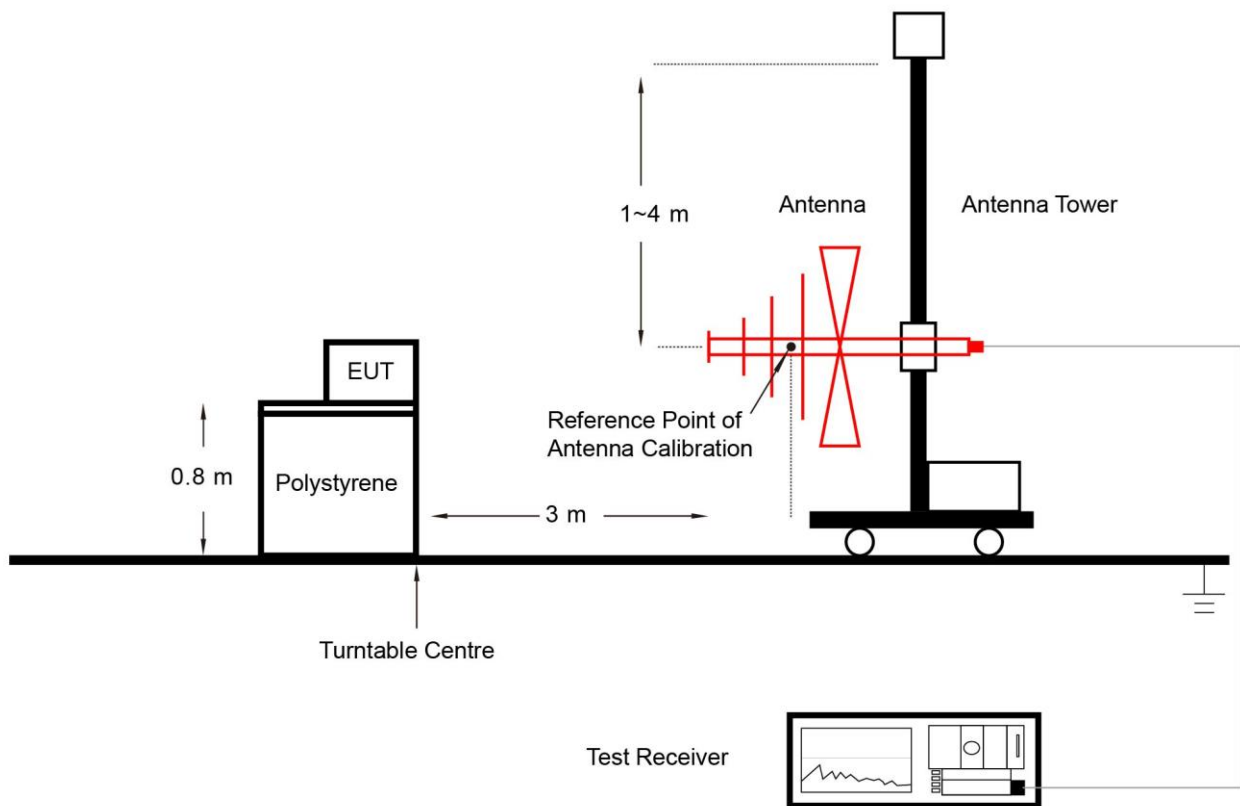 1~4 m
Antenna
Antenna Tower
EUT
Reference Point of
Antenna Calibration
0.8 m
Polystyrene
3 m
Turntable Centre
Test Receiver